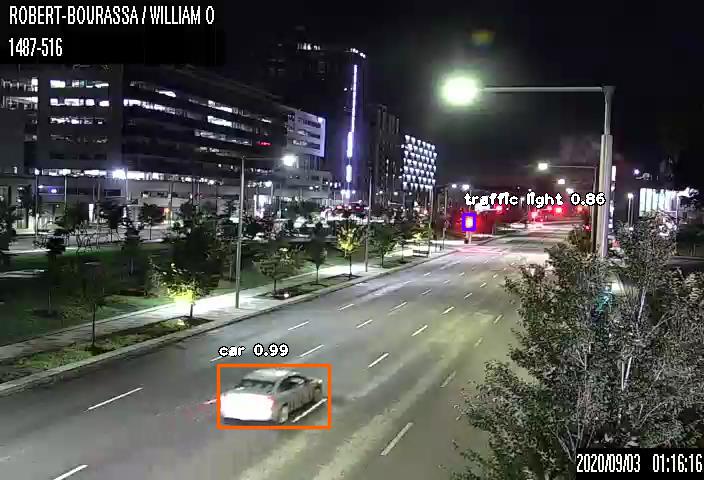 ROBERT-BOURASSA / WILLIAM O
1487-516
traffic light 0.86
car 0.99
2020/09/03 01:16:16